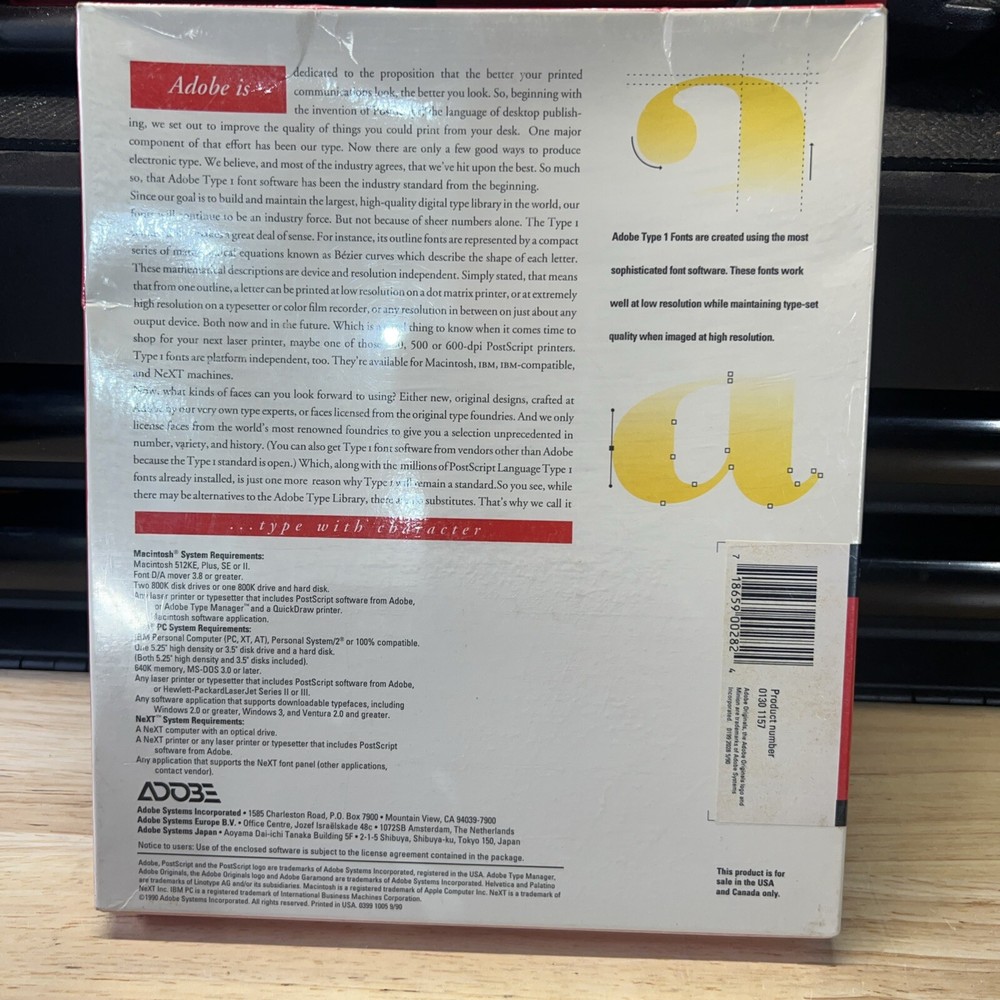 Adobe is
dedicated to the proposition that the better your printed
communications look, the better you look. So, beginning with
the invention of the language of desktop publish-
ing, we set out to improve the quality of things you could print from your desk. One major
component of that effort has been our type. Now there are only a few good ways to produce
electronic type. We believe, and most of the industry agrees, that we've hit upon the best. So much
so, that Adobe Type 1 font software has been the industry standard from the beginning.
Since our goal is to build and maintain the largest, high-quality digital type library in the world, our
will continue to be an industry force. But not because of sheer numbers alone. The Type 1
great deal of sense. For instance, its outline fonts are represented by a compact
series of mathematical equations known as Bézier curves which describe the shape of each letter.
These mathematical descriptions are device and resolution independent. Simply stated, that means
that from one outline, a letter can be printed at low resolution on a dot matrix printer, or at extremely
high resolution on a typesetter or color film recorder, or any resolution in between on just about any
output device. Both now and in the future. Which is a thing to know when it comes time to
shop for your next laser printer, maybe one of those 500 or 600-dpi PostScript printers.
Type 1 fonts are platform independent, too. They're available for Macintosh, IBM, IBM-compatible,
and NeXT machines.
Now, what kinds of faces can you look forward to using? Either new, original designs, crafted at
by our very own type experts, or faces licensed from the original type foundries. And we only
license faces from the world's most renowned foundries to give you a selection unprecedented in
number, variety, and history. (You can also get Type 1 font software from vendors other than Adobe
because the Type 1 standard is open.) Which, along with the millions of PostScript Language Type 1
fonts already installed, is just one more reason why Type 1 will remain a standard.So you see, while
there may be alternatives to the Adobe Type Library, there are no substitutes. That's why we call it
...type with character
Macintosh® System Requirements:
Macintosh 512KE, Plus, SE or II.
Font D/A mover 3.8 or greater.
Two 800K disk drives or one 800K drive and hard disk.
Any laser printer or typesetter that includes PostScript software from Adobe,
or Adobe Type Manager™ and a QuickDraw printer.
Macintosh software application.
PC System Requirements:
IBM Personal Computer (PC, XT, AT), Personal System/2® or 100% compatible.
One 5.25" high density or 3.5" disk drive and a hard disk.
(Both 5.25" high density and 3.5" disks included).
640K memory, MS-DOS 3.0 or later.
Any laser printer or typesetter that includes PostScript software from Adobe,
or Hewlett-Packard LaserJet Series II or III.
Any software application that supports downloadable typefaces, including
Windows 2.0 or greater, Windows 3, and Ventura 2.0 and greater.
NeXT™ System Requirements:
A NeXT computer with an optical drive.
A NeXT printer or any laser printer or typesetter that includes PostScript
software from Adobe.
Any application that supports the NeXT font panel (other applications,
contact vendor).
ADOBE
Adobe Systems Incorporated • 1585 Charleston Road, P.O. Box 7900 • Mountain View, CA 94039-7900
Adobe Systems Europe B.V. • Office Centre, Jozef Israëlskade 48c • 1072SB Amsterdam, The Netherlands
Adobe Systems Japan • Aoyama Dai-ichi Tanaka Building 5F • 2-1-5 Shibuya, Shibuya-ku, Tokyo 150, Japan
Notice to users: Use of the enclosed software is subject to the license agreement contained in the package.
Adobe, PostScript and the PostScript logo are trademarks of Adobe Systems Incorporated, registered in the USA. Adobe Type Manager,
Adobe Originals, the Adobe Originals logo and Adobe Garamond are trademarks of Adobe Systems Incorporated. Helvetica and Palatino
are trademarks of Linotype AG and/or its subsidiaries. Macintosh is a registered trademark of Apple Computer Inc. NeXT is a trademark of
NeXT Inc. IBM PC is a registered trademark of International Business Machines Corporation.
©1990 Adobe Systems Incorporated. All rights reserved. Printed in USA. 0399 1005 9/90
a
Adobe Type 1 Fonts are created using the most
sophisticated font software. These fonts work
well at low resolution while maintaining type-set
quality when imaged at high resolution.
a
7 18659 00282 4
Product number
0130 1157
Adobe Originals, the Adobe Originals logo and
Minion are trademarks of Adobe Systems
Incorporated.
This product is for
sale in the USA
and Canada only.